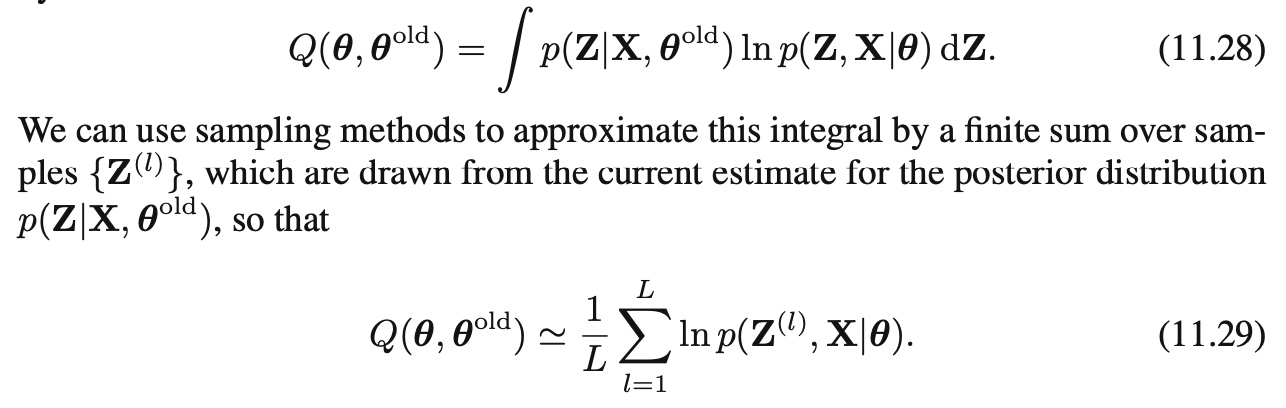 Q(θ, θ^old) = ∫ p(Z|X, θ^old) ln p(Z, X|θ) dZ. (11.28)
We can use sampling methods to approximate this integral by a finite sum over sam-
ples {Z^(l)}, which are drawn from the current estimate for the posterior distribution
p(Z|X, θ^old), so that
Q(θ, θ^old) ≃ 1/L ∑_{l=1}^{L} ln p(Z^(l), X|θ). (11.29)